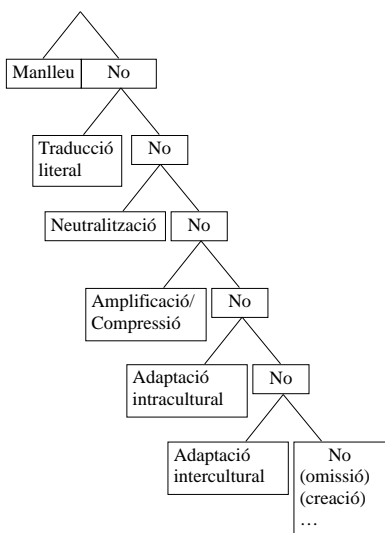 Manlleu
No
Traducció
literal
No
Neutralització
No
Amplificació/
Compressió
No
Adaptació
intracultural
No
Adaptació
intercultural
No
(omissió)
(creació)
…